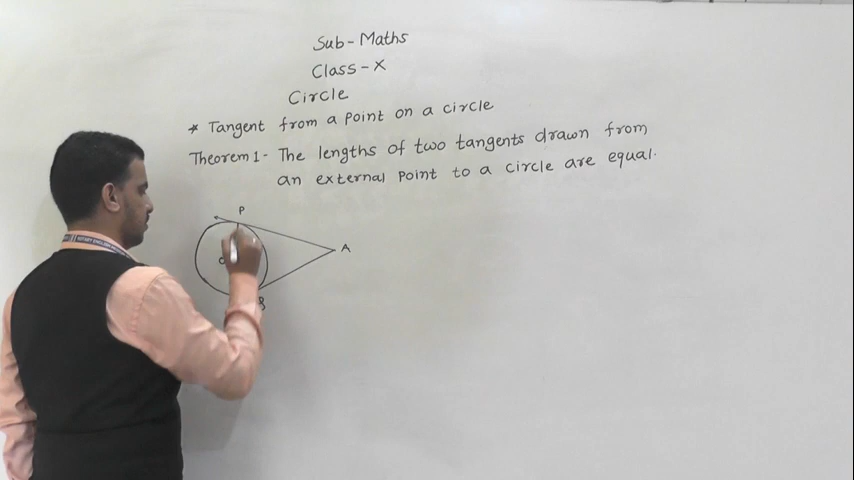 Sub-Maths
Class-X
Circle
* Tangent from a point on a circle
Theorem 1- The lengths of two tangents drawn from
an external point to a circle are equal.
P
A